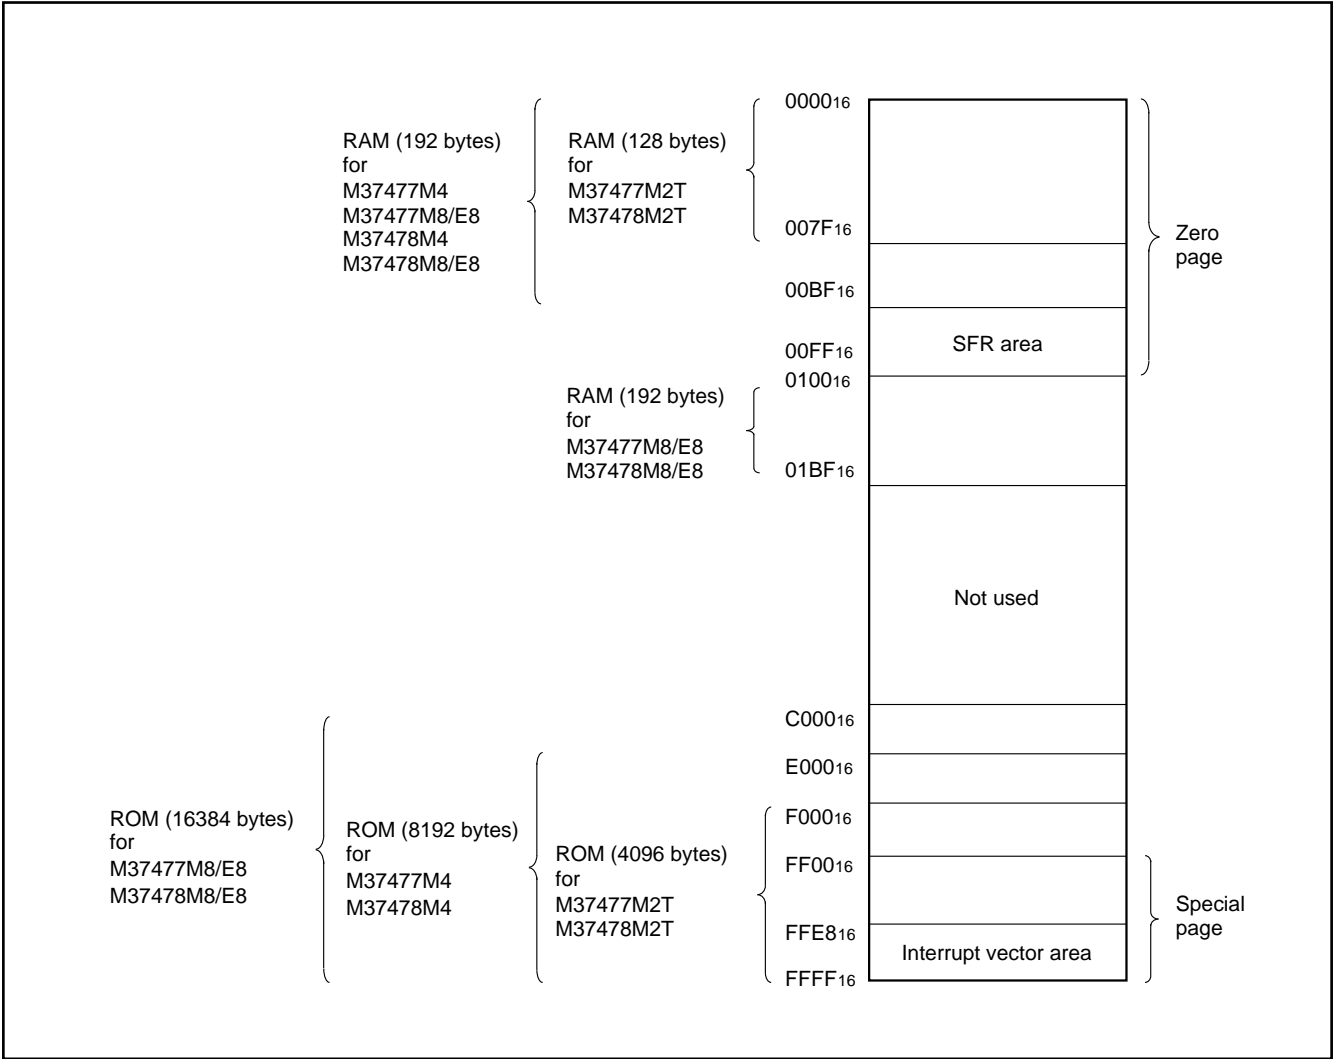 RAM (192 bytes)
for
M37477M4
M37477M8/E8
M37478M4
M37478M8/E8
RAM (128 bytes)
for
M37477M2T
M37478M2T
000016
007F16
00BF16
00FF16
010016
01BF16
SFR area
Zero
page
RAM (192 bytes)
for
M37477M8/E8
M37478M8/E8
Not used
C00016
E00016
F00016
FF0016
FFE816
FFFF16
ROM (16384 bytes)
for
M37477M8/E8
M37478M8/E8
ROM (8192 bytes)
for
M37477M4
M37478M4
ROM (4096 bytes)
for
M37477M2T
M37478M2T
Interrupt vector area
Special
page